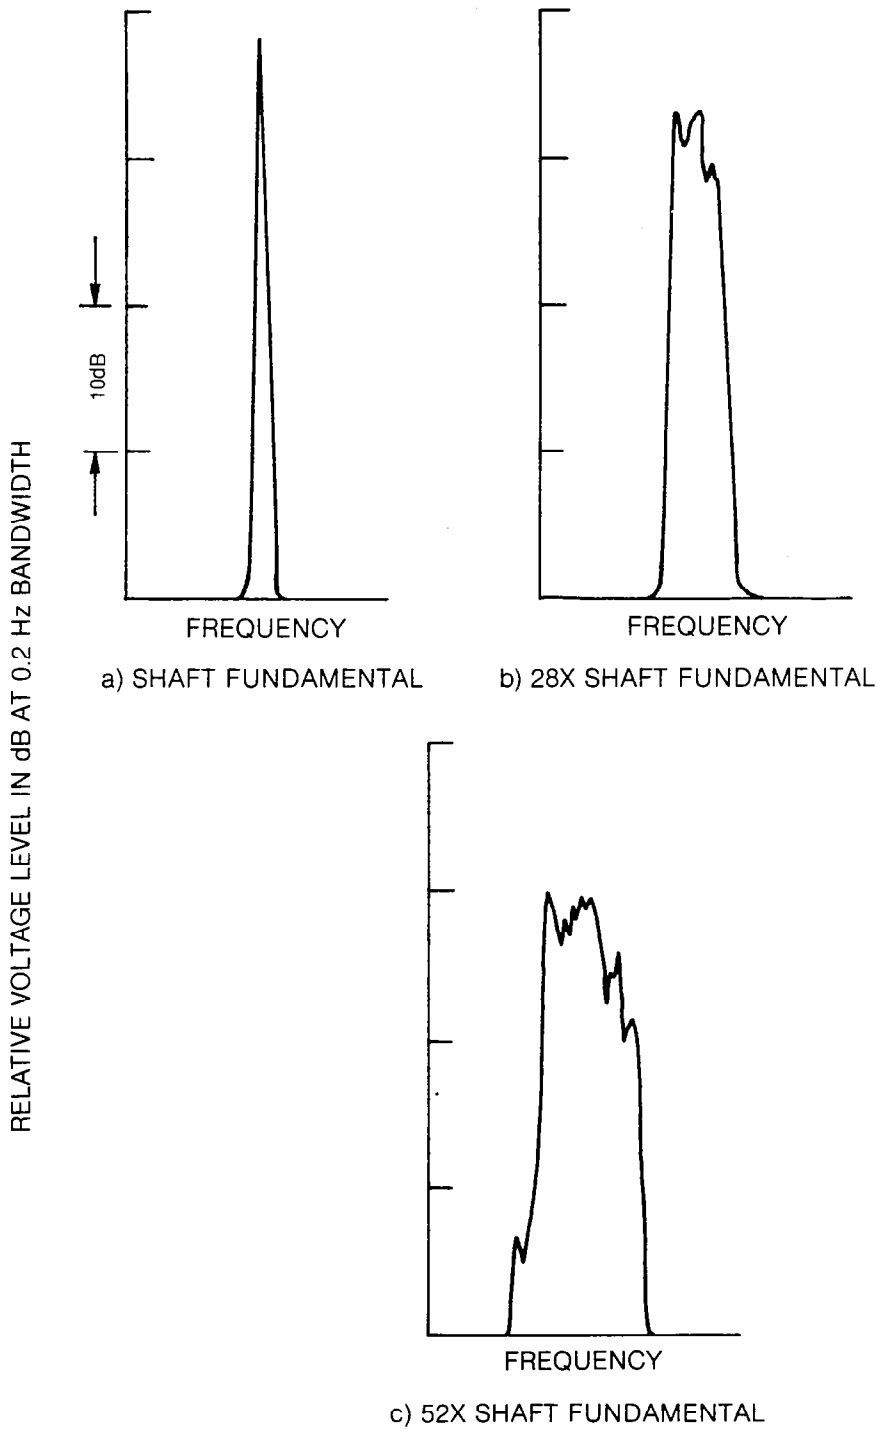 RELATIVE VOLTAGE LEVEL IN dB AT 0.2 Hz BANDWIDTH
10dB
FREQUENCY
a) SHAFT FUNDAMENTAL
FREQUENCY
b) 28X SHAFT FUNDAMENTAL
FREQUENCY
c) 52X SHAFT FUNDAMENTAL